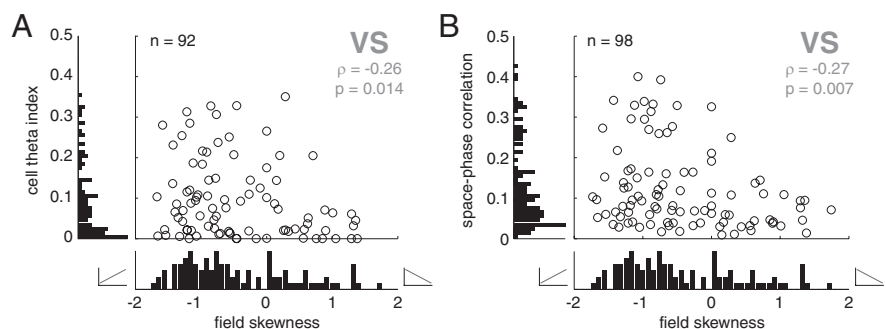 A
n = 92
VS
ρ = -0.26
p = 0.014
cell theta index
0.5
0.4
0.3
0.2
0.1
0
-2
-1
0
1
2
field skewness
B
n = 98
VS
ρ = -0.27
p = 0.007
space-phase correlation
0.5
0.4
0.3
0.2
0.1
0
-2
-1
0
1
2
field skewness